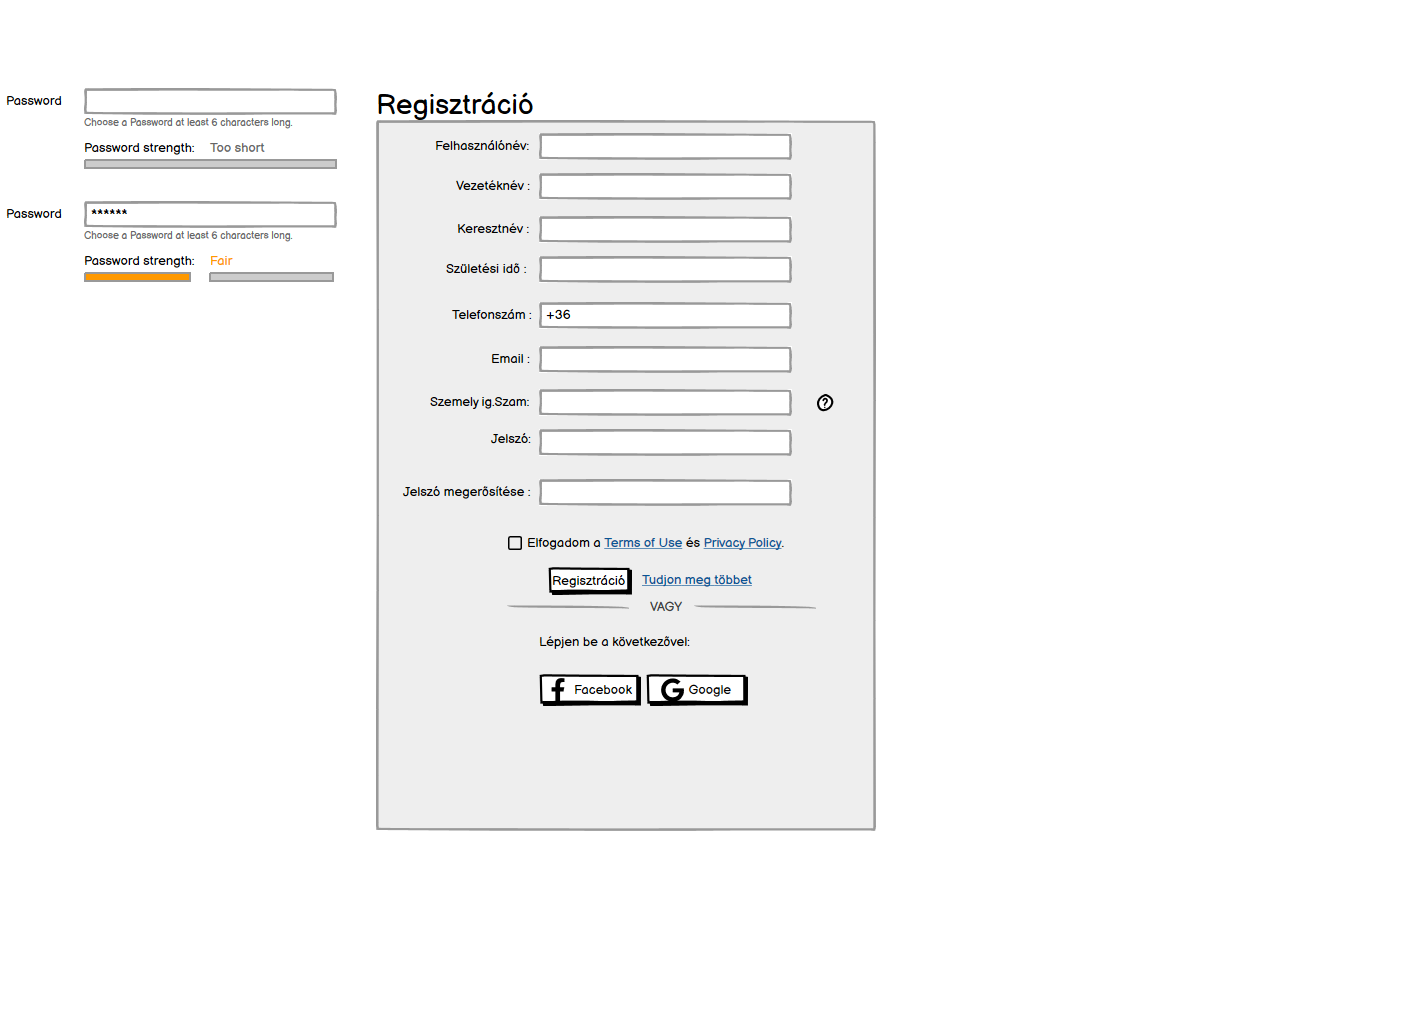 Password
Choose a Password at least 6 characters long.
Password strength: Too short
Password ******
Choose a Password at least 6 characters long.
Password strength: Fair
Regisztráció
Felhasználónév:
Vezetéknév :
Keresztnév :
Születési idő :
Telefonszám : +36
Email :
Szemely ig.Szam: ?
Jelszó:
Jelszó megerősítése :
Elfogadom a Terms of Use és Privacy Policy.
Regisztráció Tudjon meg többet
VAGY
Lépjen be a következővel:
Facebook Google